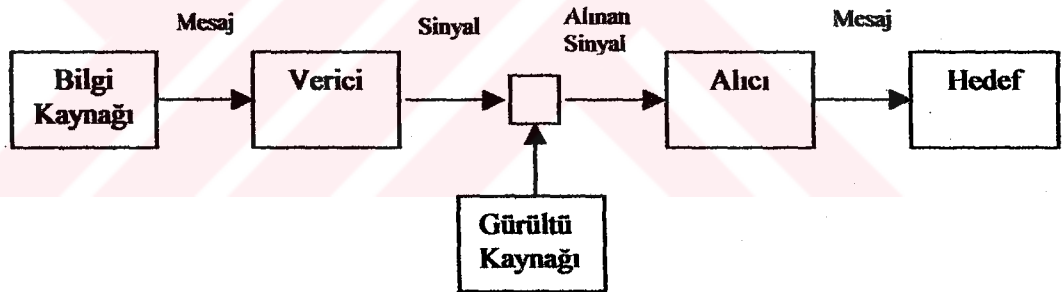 Mesaj
Sinyal
Alınan
Sinyal
Mesaj
Bilgi
Kaynağı
Verici
Alıcı
Hedef
Gürültü
Kaynağı